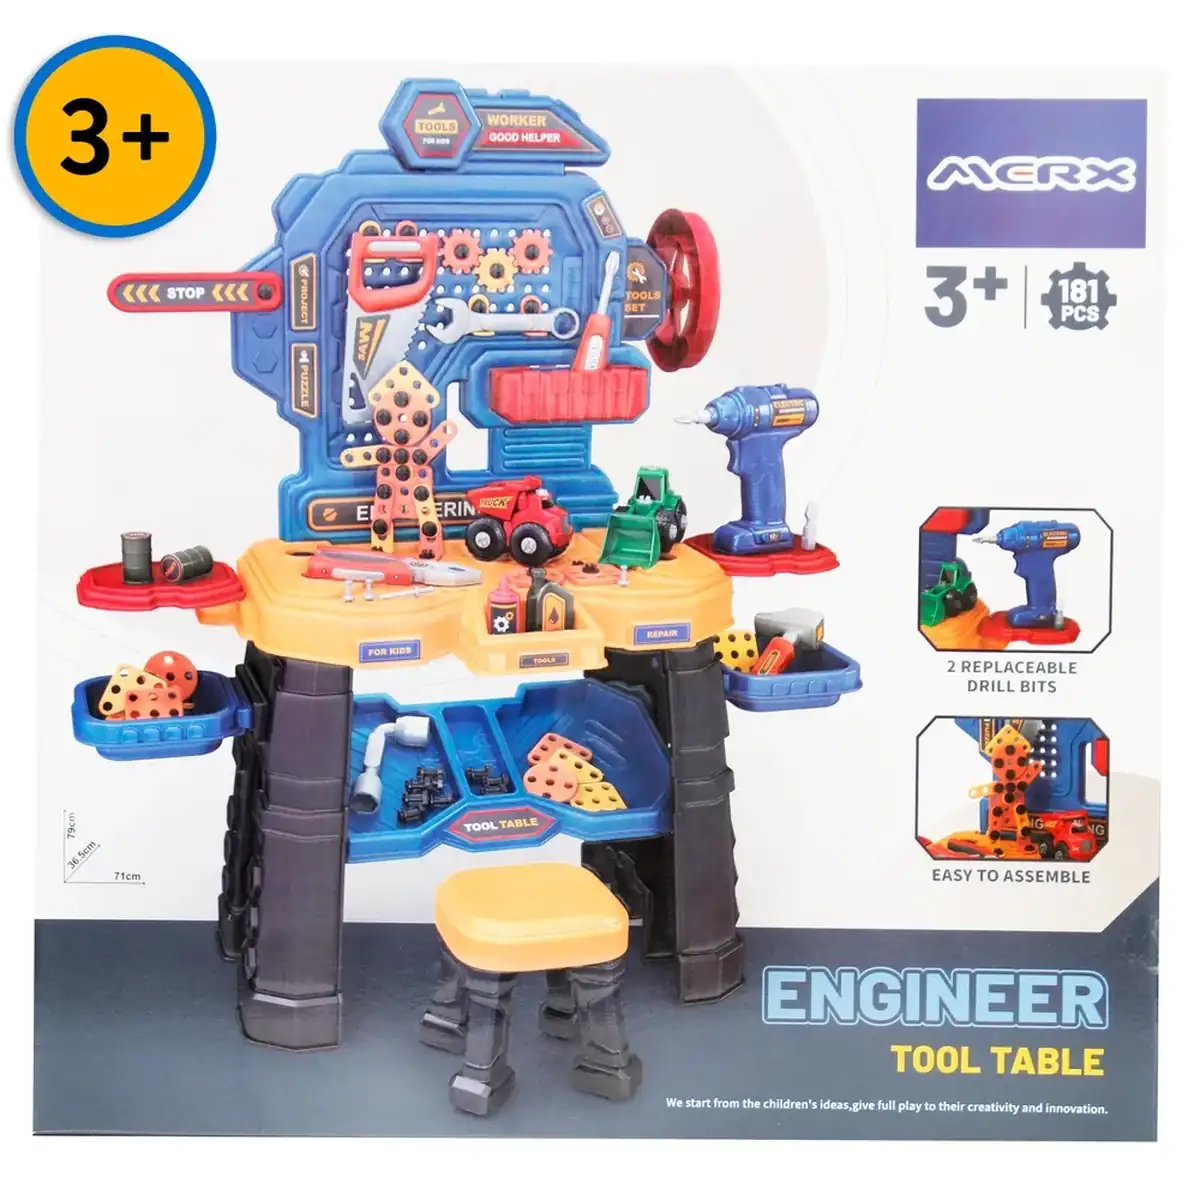 3+
MERX
3+
181
PCS
TOOLS
FOR KIDS
WORKER
GOOD HELPER
STOP
PROJECT
PUZZLE
TOOLS
SET
TRUCK
ELECTRIC
FOR KIDS
REPAIR
TOOLS
TOOL TABLE
2 REPLACEABLE
DRILL BITS
EASY TO ASSEMBLE
79cm
36.5cm
71cm
ENGINEER
TOOL TABLE
We start from the children's ideas,give full play to their creativity and innovation.